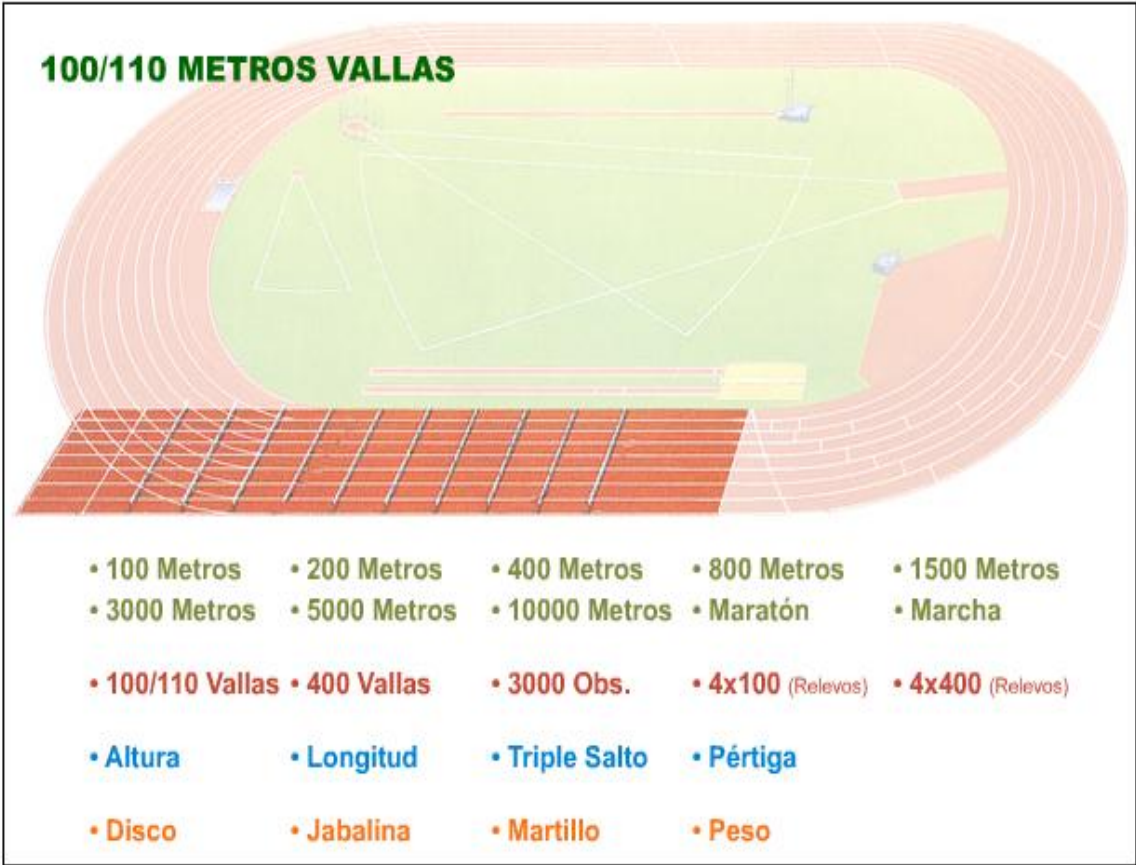 100/110 METROS VALLAS
• 100 Metros • 200 Metros • 400 Metros • 800 Metros • 1500 Metros
• 3000 Metros • 5000 Metros • 10000 Metros • Maratón • Marcha
• 100/110 Vallas • 400 Vallas • 3000 Obs. • 4x100 (Relevos) • 4x400 (Relevos)
• Altura • Longitud • Triple Salto • Pértiga
• Disco • Jabalina • Martillo • Peso